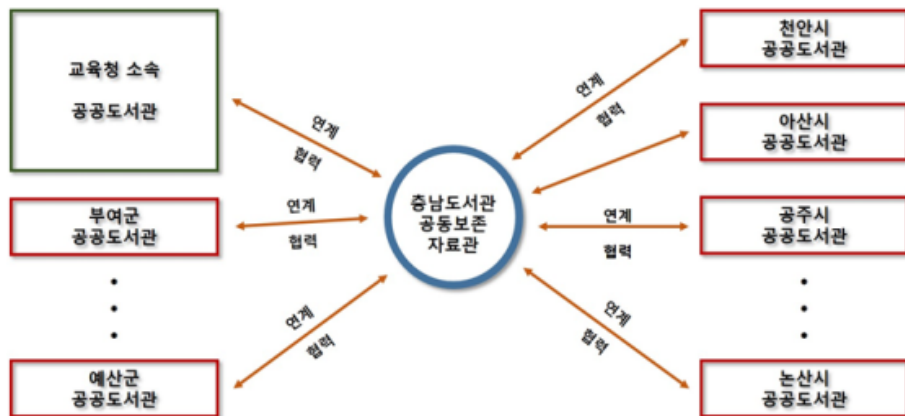 교육청 소속
공공도서관
부여군
공공도서관
예산군
공공도서관
연계
협력
연계
협력
연계
협력
충남도서관
공동보존
자료관
연계
협력
연계
협력
연계
협력
천안시
공공도서관
아산시
공공도서관
공주시
공공도서관
논산시
공공도서관